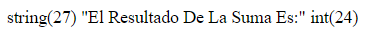 string(27) "El Resultado De La Suma Es:" int(24)